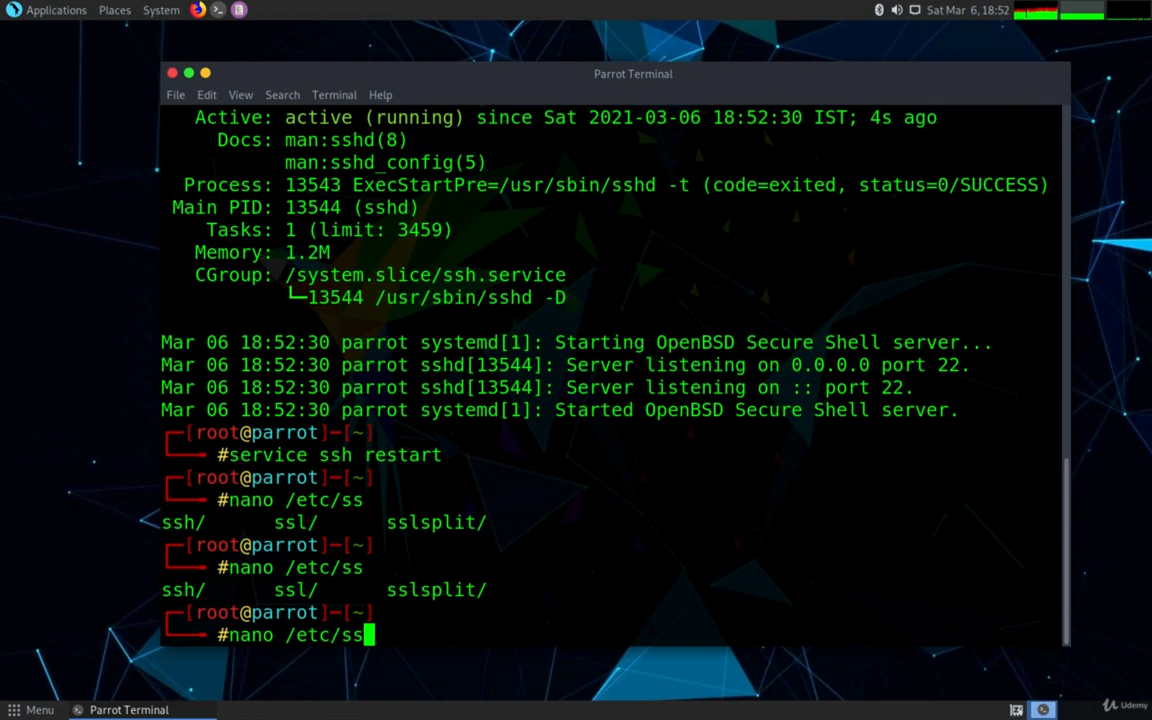 Applications Places System Sat Mar 6, 18:52
Parrot Terminal
File Edit View Search Terminal Help
Active: active (running) since Sat 2021-03-06 18:52:30 IST; 4s ago
Docs: man:sshd(8)
man:sshd_config(5)
Process: 13543 ExecStartPre=/usr/sbin/sshd -t (code=exited, status=0/SUCCESS)
Main PID: 13544 (sshd)
Tasks: 1 (limit: 3459)
Memory: 1.2M
CGroup: /system.slice/ssh.service
└─13544 /usr/sbin/sshd -D
Mar 06 18:52:30 parrot systemd[1]: Starting OpenBSD Secure Shell server...
Mar 06 18:52:30 parrot sshd[13544]: Server listening on 0.0.0.0 port 22.
Mar 06 18:52:30 parrot sshd[13544]: Server listening on :: port 22.
Mar 06 18:52:30 parrot systemd[1]: Started OpenBSD Secure Shell server.
┌─[root@parrot]─[~]
└──╼ #service ssh restart
┌─[root@parrot]─[~]
└──╼ #nano /etc/ss
ssh/ ssl/ sslsplit/
┌─[root@parrot]─[~]
└──╼ #nano /etc/ss
ssh/ ssl/ sslsplit/
┌─[root@parrot]─[~]
└──╼ #nano /etc/ss
Menu Parrot Terminal Udemy